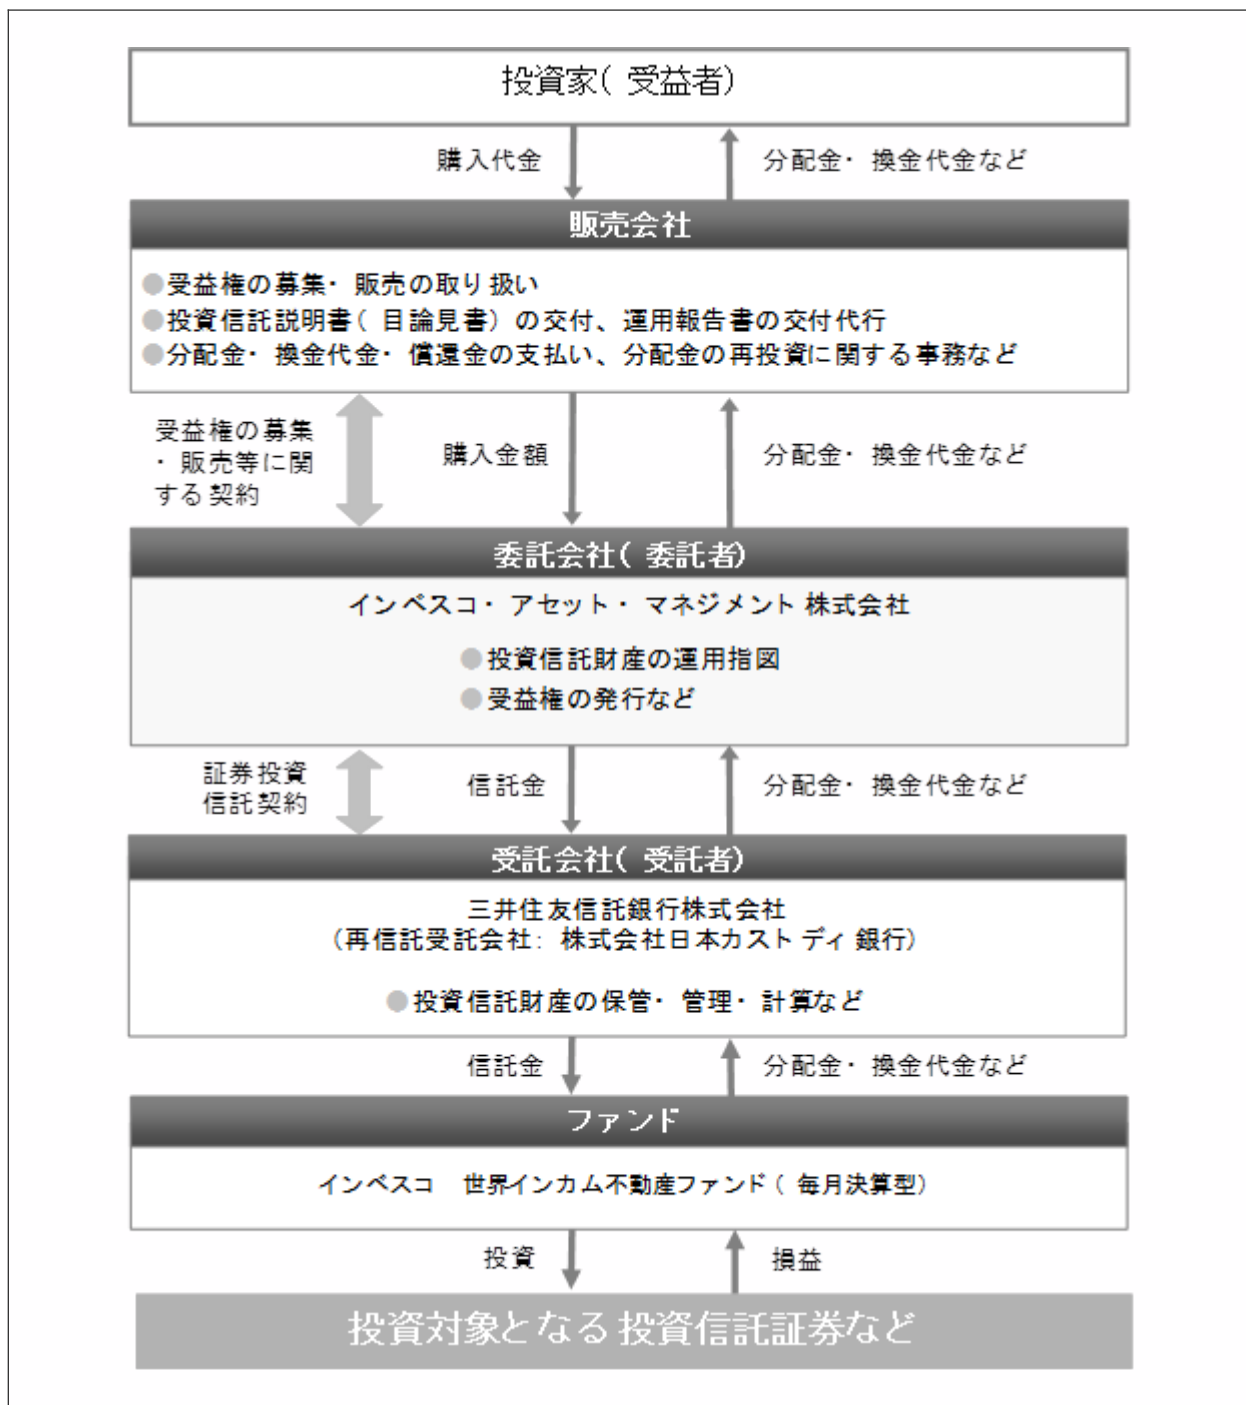 投資家(受益者)
購入代金
分配金・換金代金など
販売会社
●受益権の募集・販売の取り扱い
●投資信託説明書(目論見書)の交付、運用報告書の交付代行
●分配金・換金代金・償還金の支払い、分配金の再投資に関する事務など
受益権の募集
・販売等に関
する契約
購入金額
分配金・換金代金など
委託会社(委託者)
インベスコ・アセット・マネジメント株式会社
●投資信託財産の運用指図
●受益権の発行など
証券投資
信託契約
信託金
分配金・換金代金など
受託会社(受託者)
三井住友信託銀行株式会社
(再信託受託会社:株式会社日本カストディ銀行)
●投資信託財産の保管・管理・計算など
信託金
分配金・換金代金など
ファンド
インベスコ 世界インカム不動産ファンド(毎月決算型)
投資
損益
投資対象となる投資信託証券など